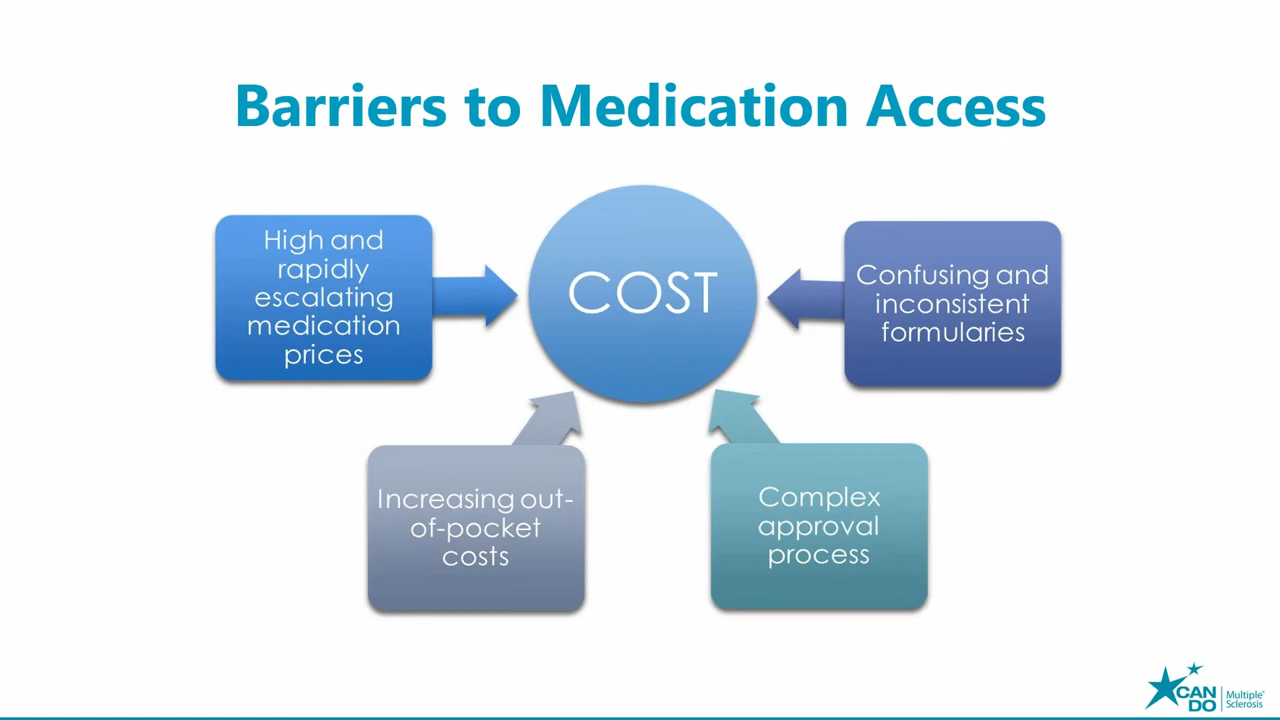 Barriers to Medication Access
High and
rapidly
escalating
medication
prices
COST
Confusing and
inconsistent
formularies
Increasing out-
of-pocket
costs
Complex
approval
process
CAN
DO
Multiple®
Sclerosis